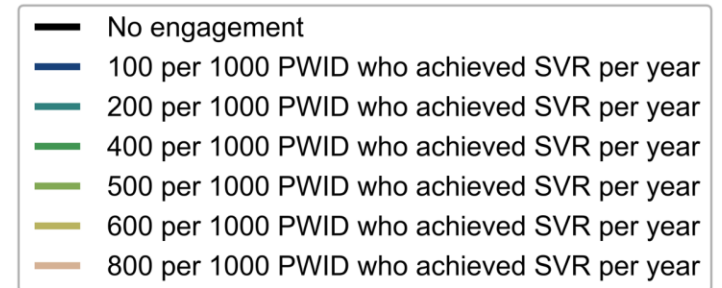 No engagement
100 per 1000 PWID who achieved SVR per year
200 per 1000 PWID who achieved SVR per year
400 per 1000 PWID who achieved SVR per year
500 per 1000 PWID who achieved SVR per year
600 per 1000 PWID who achieved SVR per year
800 per 1000 PWID who achieved SVR per year